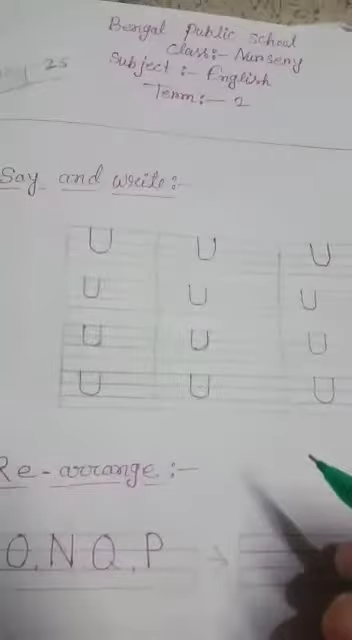 Bengal Public School
Class:- Nursery
25
Subject :- English
Term:- 2
Say and write:-
U U U
U U U
U U U
U U U
Re-arrange :-
O, N Q, P →